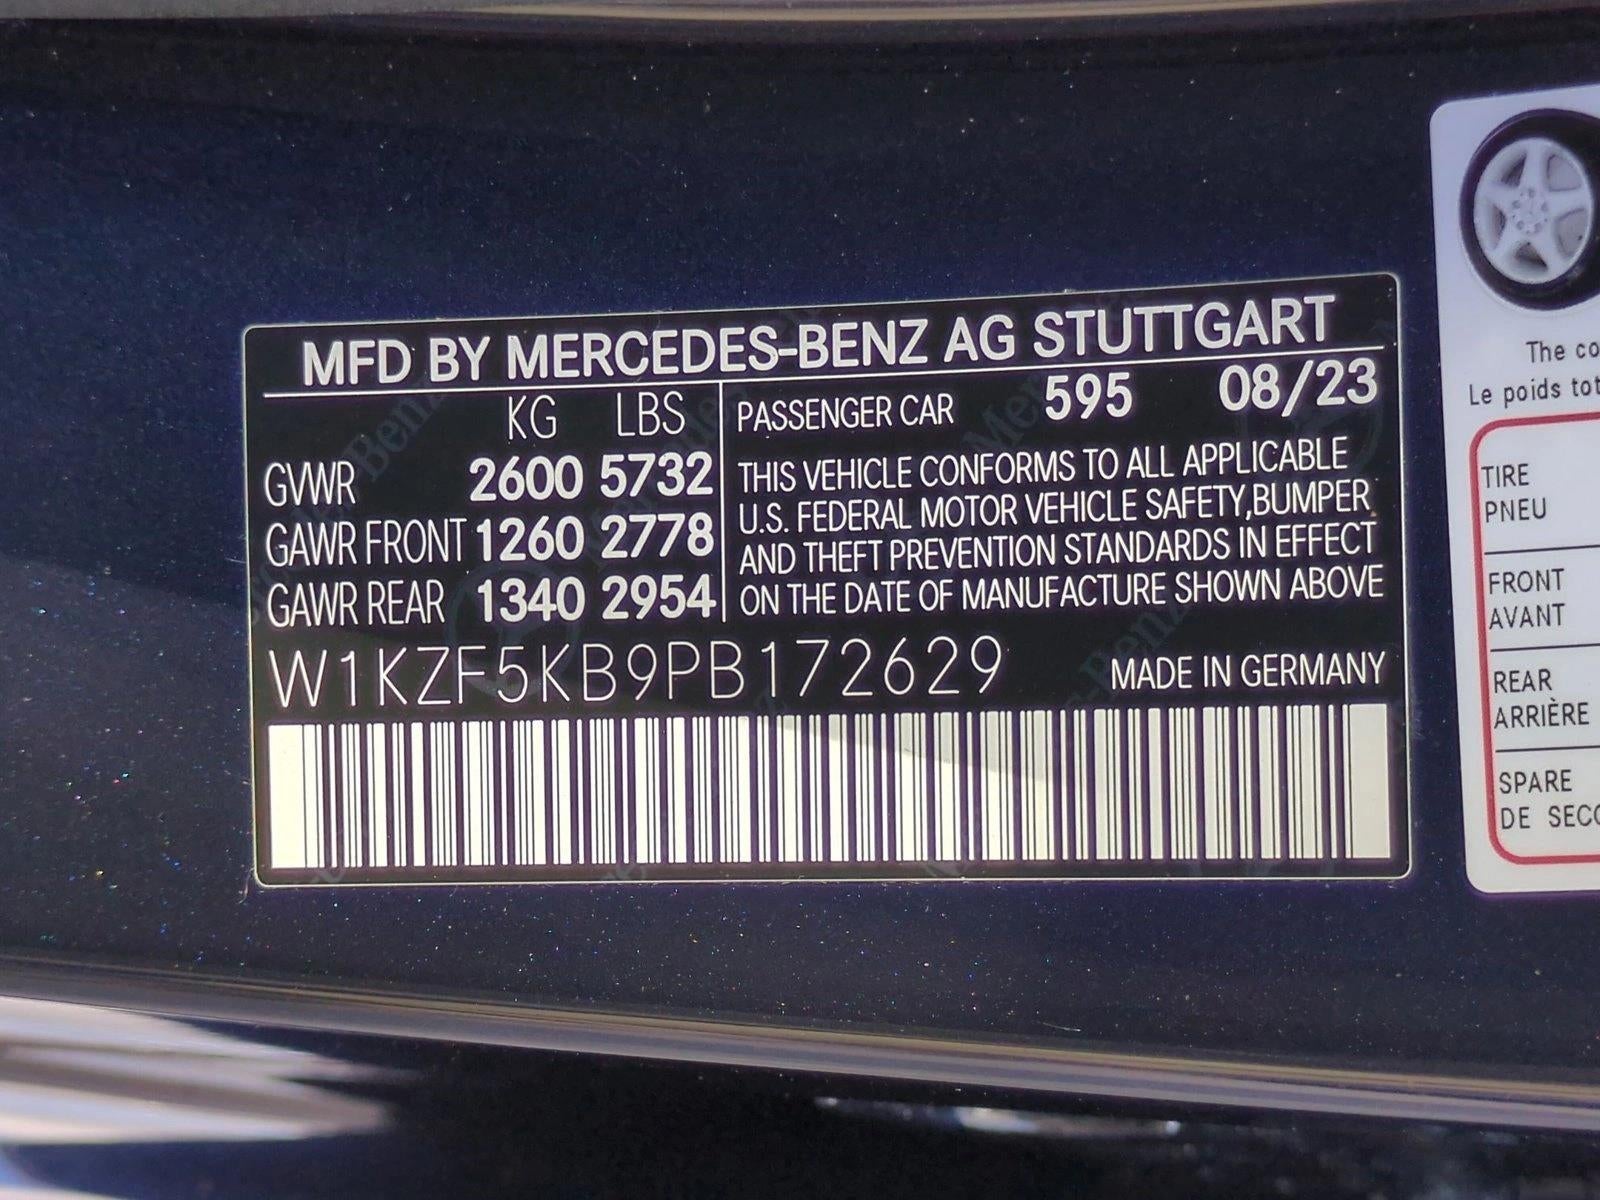 MFD BY MERCEDES-BENZ AG STUTTGART
KG LBS
GVWR 2600 5732
GAWR FRONT 1260 2778
GAWR REAR 1340 2954
PASSENGER CAR 595 08/23
THIS VEHICLE CONFORMS TO ALL APPLICABLE
U.S. FEDERAL MOTOR VEHICLE SAFETY,BUMPER
AND THEFT PREVENTION STANDARDS IN EFFECT
ON THE DATE OF MANUFACTURE SHOWN ABOVE
W1KZF5KB9PB172629 MADE IN GERMANY
The
Le poids
TIRE
PNEU
FRONT
AVANT
REAR
ARRIÈRE
SPARE
DE